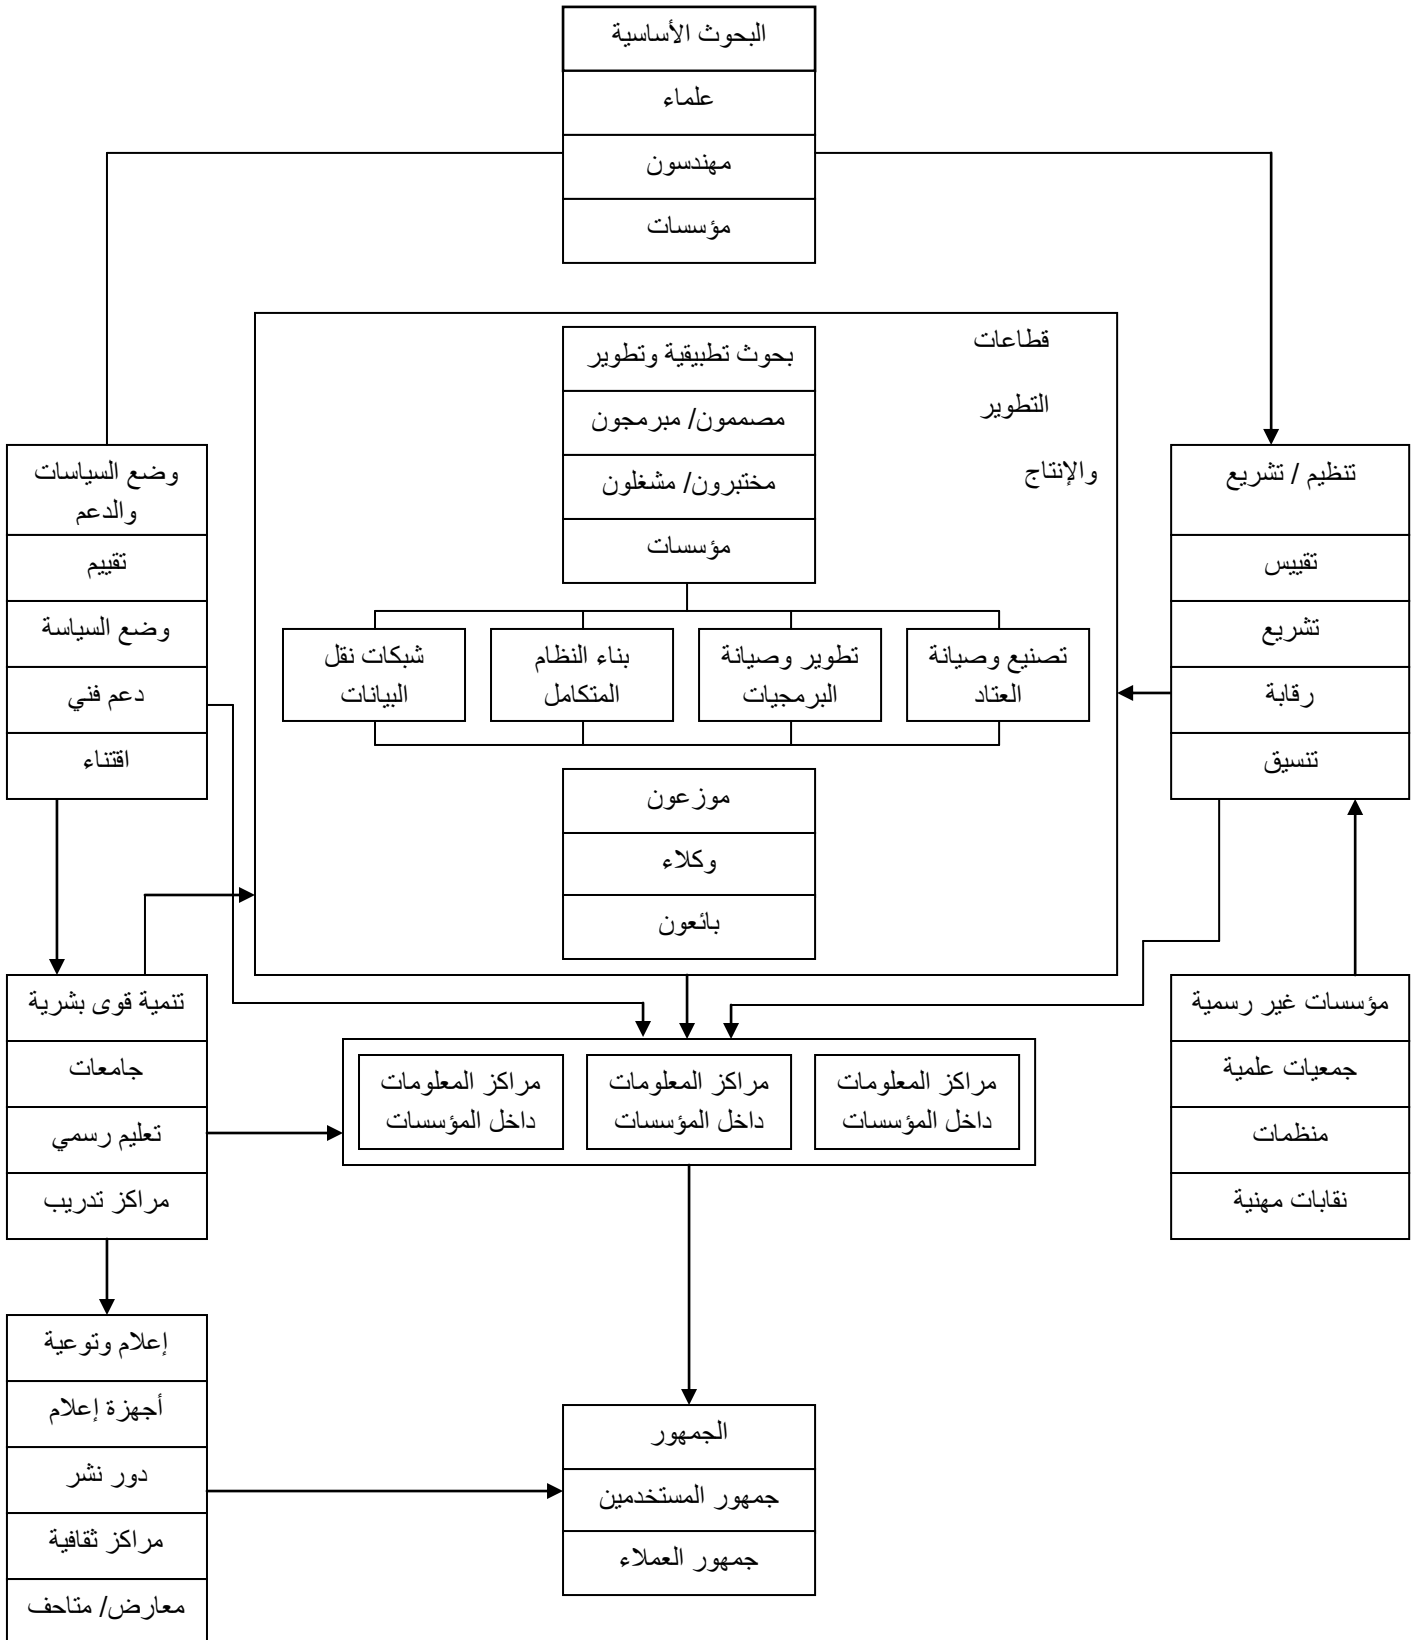 البحوث الأساسية
علماء
مهندسون
مؤسسات
قطاعات
التطوير
والإنتاج
بحوث تطبيقية وتطوير
مصممون/ مبرمجون
مختبرون/ مشغلون
مؤسسات
تصنيع وصيانة
العتاد
تطوير وصيانة
البرمجيات
بناء النظام
المتكامل
شبكات نقل
البيانات
موزعون
وكلاء
بائعون
تنظيم / تشريع
تقييس
تشريع
رقابة
تنسيق
وضع السياسات
والدعم
تقييم
وضع السياسة
دعم فني
اقتناء
مؤسسات غير رسمية
جمعيات علمية
منظمات
نقابات مهنية
مراكز المعلومات
داخل المؤسسات
مراكز المعلومات
داخل المؤسسات
مراكز المعلومات
داخل المؤسسات
تنمية قوى بشرية
جامعات
تعليم رسمي
مراكز تدريب
إعلام وتوعية
أجهزة إعلام
دور نشر
مراكز ثقافية
معارض/ متاحف
الجمهور
جمهور المستخدمين
جمهور العملاء